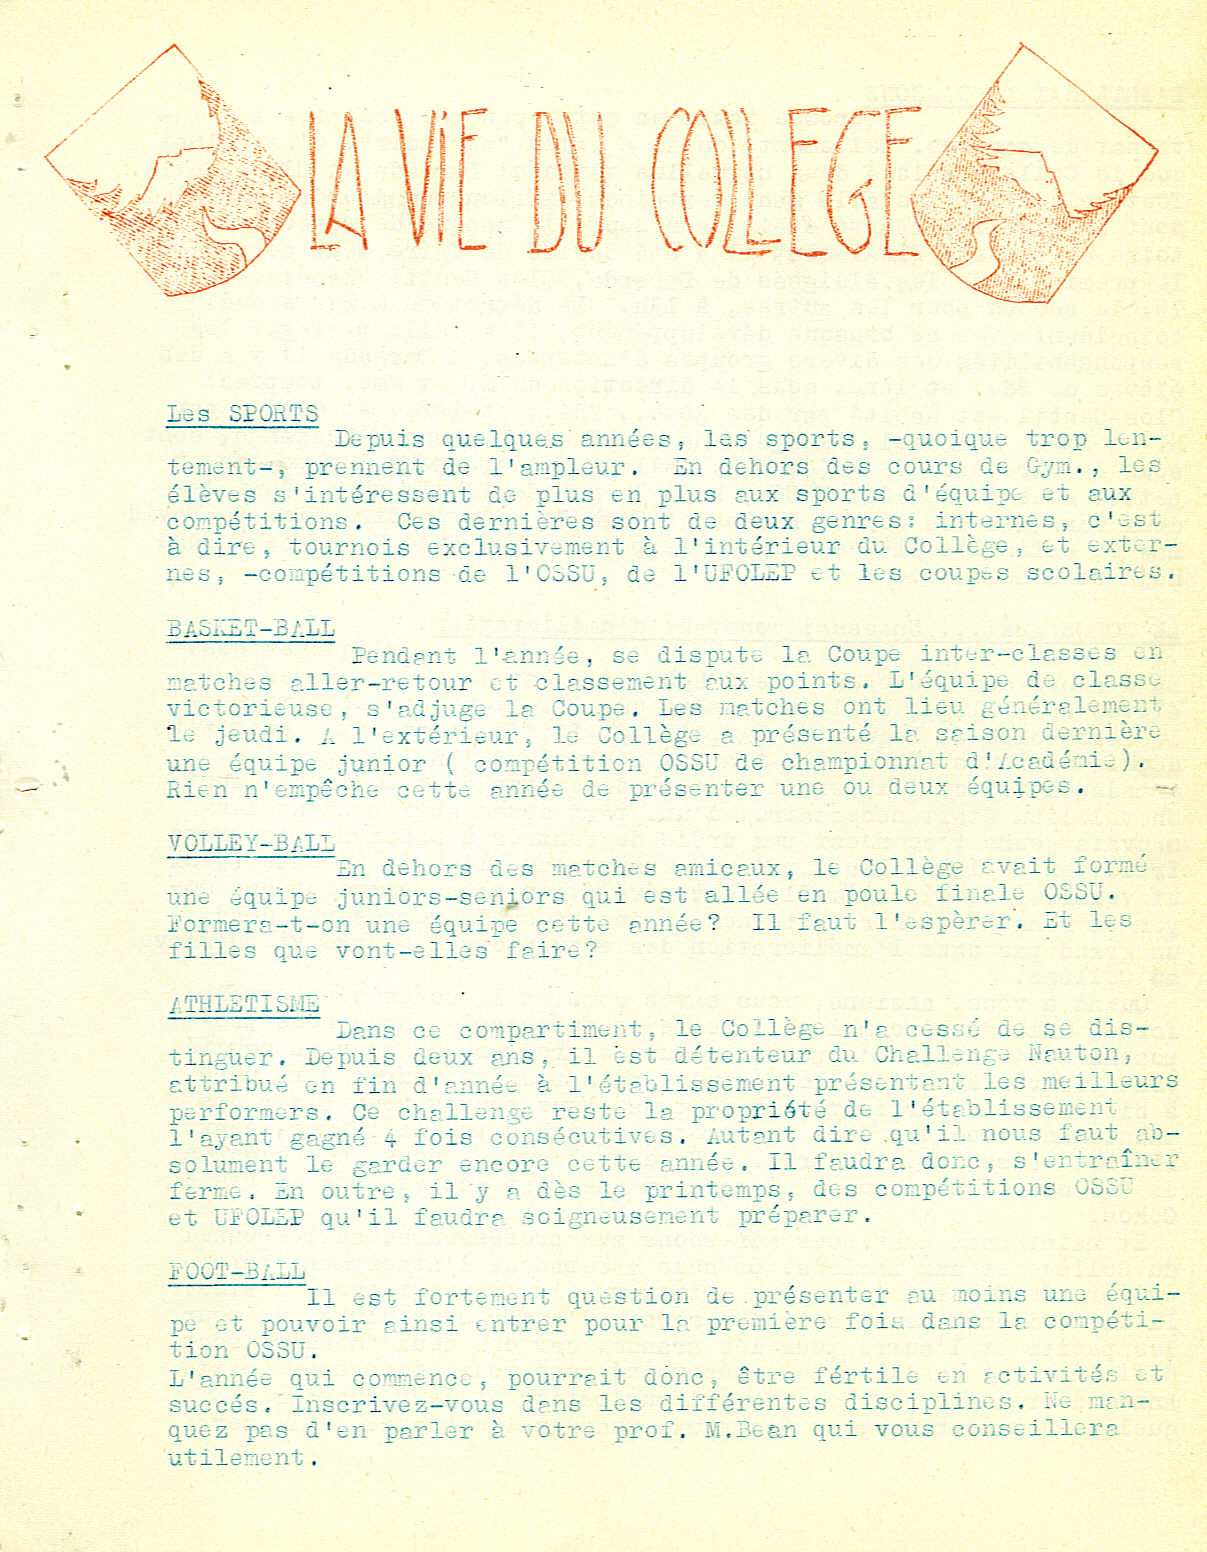 LA ViE DU COLLEGE
Les SPORTS
Depuis quelques années, les sports, -quoique trop len-
tement-, prennent de l'ampleur. En dehors des cours de Gym., les
élèves s'intéressent de plus en plus aux sports d'équipe et aux
compétitions. Ces dernières sont de deux genres: internes, c'est
à dire, tournois exclusivement à l'intérieur du Collège, et exter-
nes, -compétitions de l'OSSU, de l'UFOLEP et les coupes scolaires.
BASKET-BALL
Pendant l'année, se dispute la Coupe inter-classes en
matches aller-retour et classement aux points. L'équipe de classe
victorieuse, s'adjuge la Coupe. Les matches ont lieu généralement
le jeudi. A l'extérieur, le Collège a présenté la saison dernière
une équipe junior ( compétition OSSU de championnat d'Académie).
Rien n'empêche cette année de présenter une ou deux équipes.
VOLLEY-BALL
En dehors des matches amicaux, le Collège avait formé
une équipe juniors-seniors qui est allée en poule finale OSSU.
Formera-t-on une équipe cette année? Il faut l'espèrer. Et les
filles que vont-elles faire?
ATHLETISME
Dans ce compartiment, le Collège n'a cessé de se dis-
tinguer. Depuis deux ans, il est détenteur du Challenge Nauton,
attribué en fin d'année à l'établissement présentant les meilleurs
performers. Ce challenge reste la propriété de l'établissement
l'ayant gagné 4 fois consécutives. Autant dire qu'il nous faut ab-
solument le garder encore cette année. Il faudra donc, s'entraîner
ferme. En outre, il y a dès le printemps, des compétitions OSSU
et UFOLEP qu'il faudra soigneusement préparer.
FOOT-BALL
Il est fortement question de présenter au moins une équi-
pe et pouvoir ainsi entrer pour la première fois dans la compéti-
tion OSSU.
L'année qui commence, pourrait donc, être fértile en activités et
succés. Inscrivez-vous dans les différentes disciplines. Ne man-
quez pas d'en parler à votre prof. M.Bean qui vous conseillera
utilement.